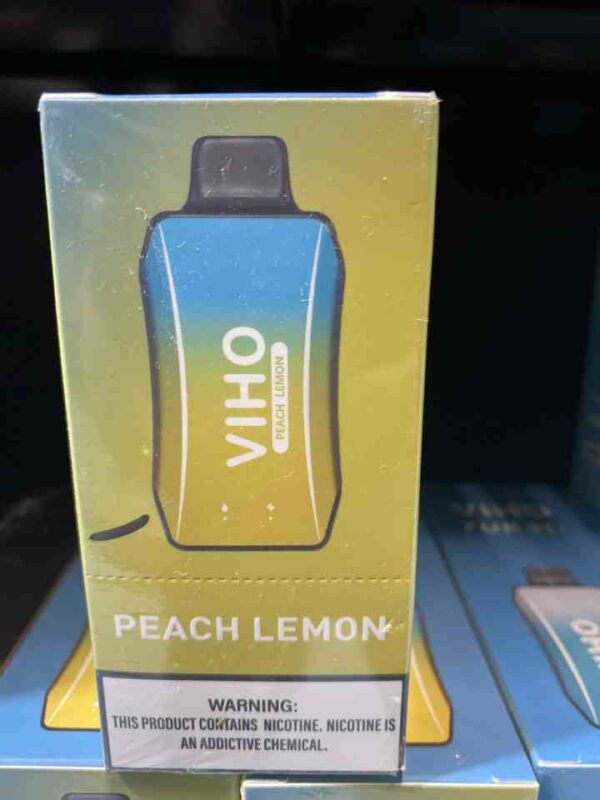 VIHO
PEACH LEMON
PEACH LEMON
WARNING:
THIS PRODUCT CONTAINS NICOTINE. NICOTINE IS
AN ADDICTIVE CHEMICAL.
VIHO